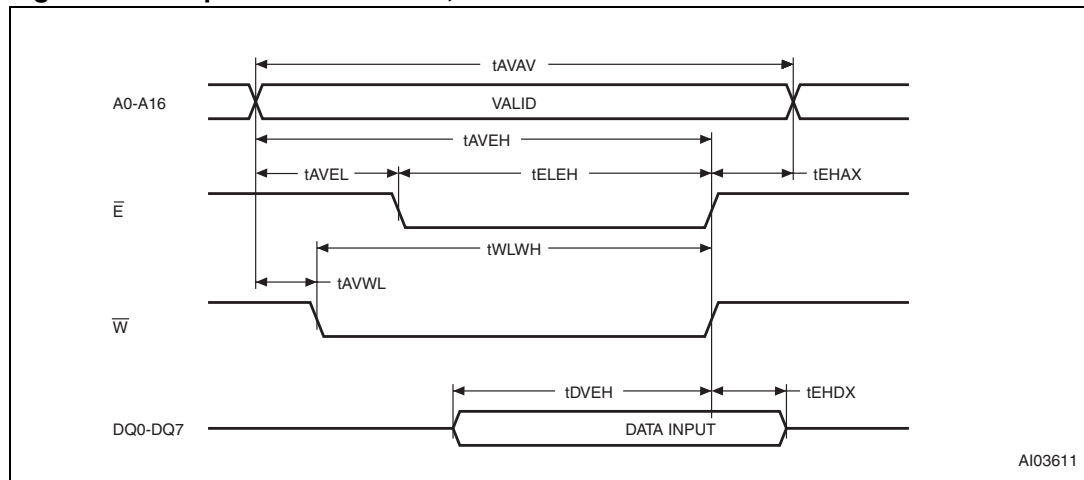 tAVAV
A0-A16
VALID
tAVEH
tAVEL
tELEH
tEHAX
E̅
tWLWH
tAVWL
W̅
tDVEH
tEHDX
DQ0-DQ7
DATA INPUT
AI03611